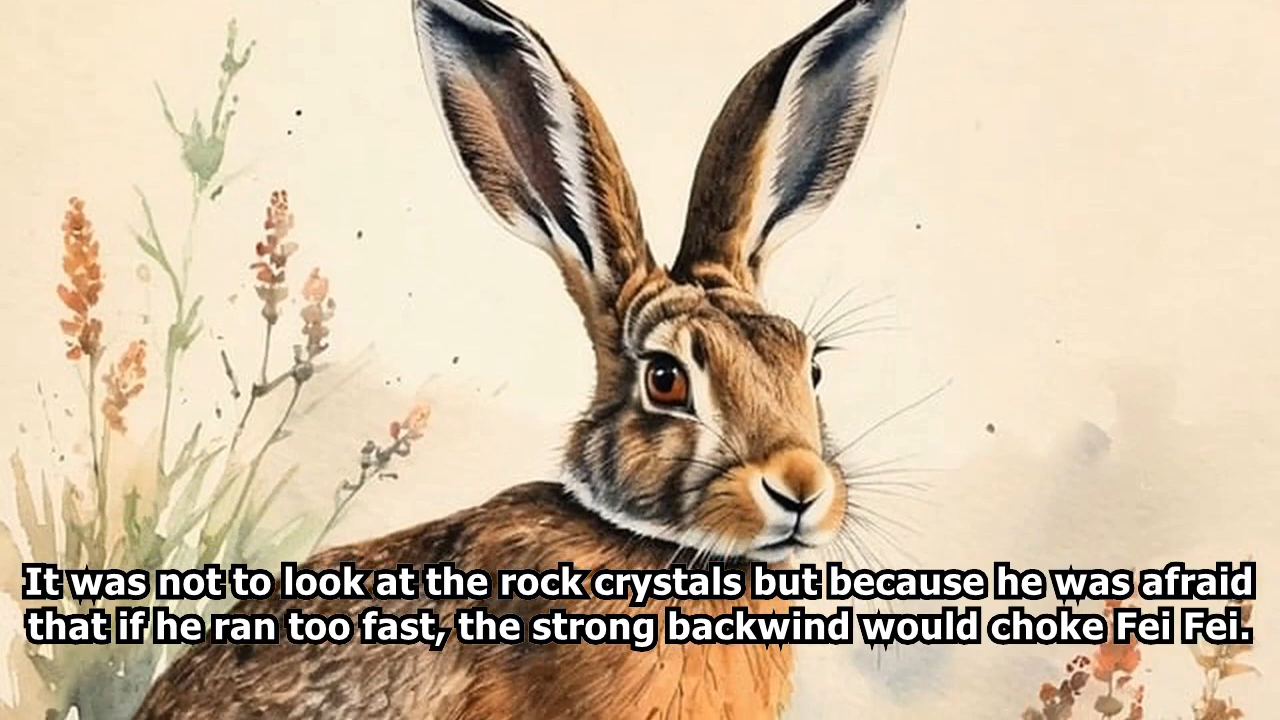 It was not to look at the rock crystals but because he was afraid
that if he ran too fast, the strong backwind would choke Fei Fei.